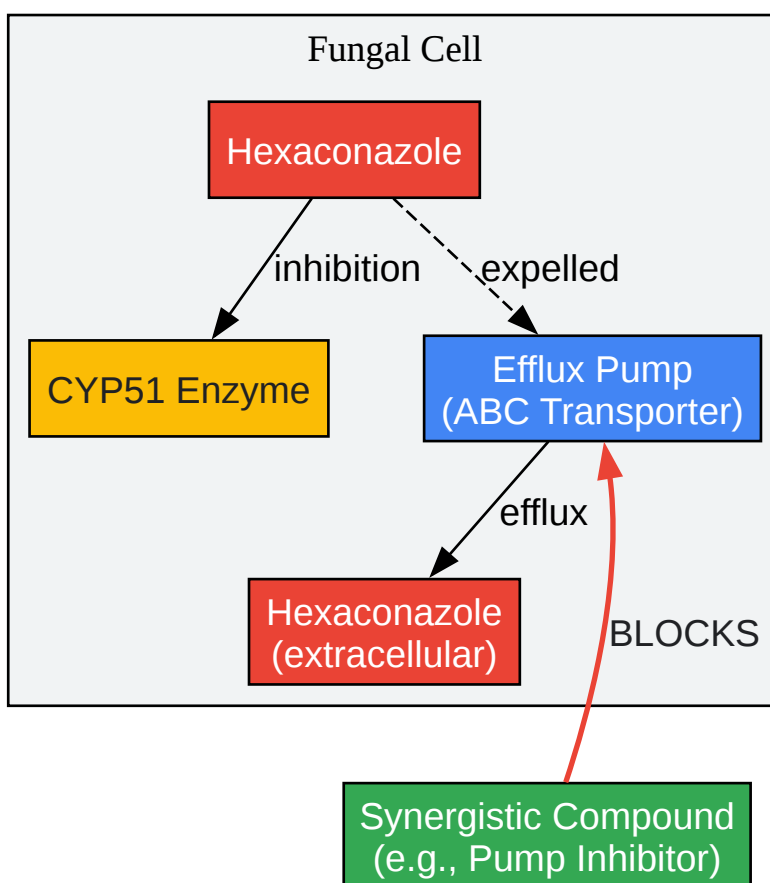 Fungal Cell
Hexaconazole
inhibition
expelled
CYP51 Enzyme
Efflux Pump
(ABC Transporter)
efflux
Hexaconazole
(extracellular)
BLOCKS
Synergistic Compound
(e.g., Pump Inhibitor)